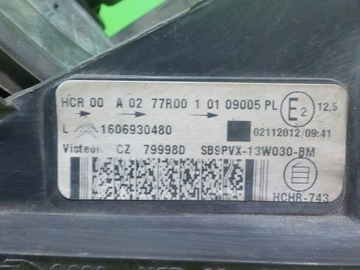 HCR 00 A 02 77R00 1 01 09005 PL E2 12,5
L 1606930480 02112012/09:41
Visteon CZ 79998D SB9PVX-13W030-BM
HCHR-743